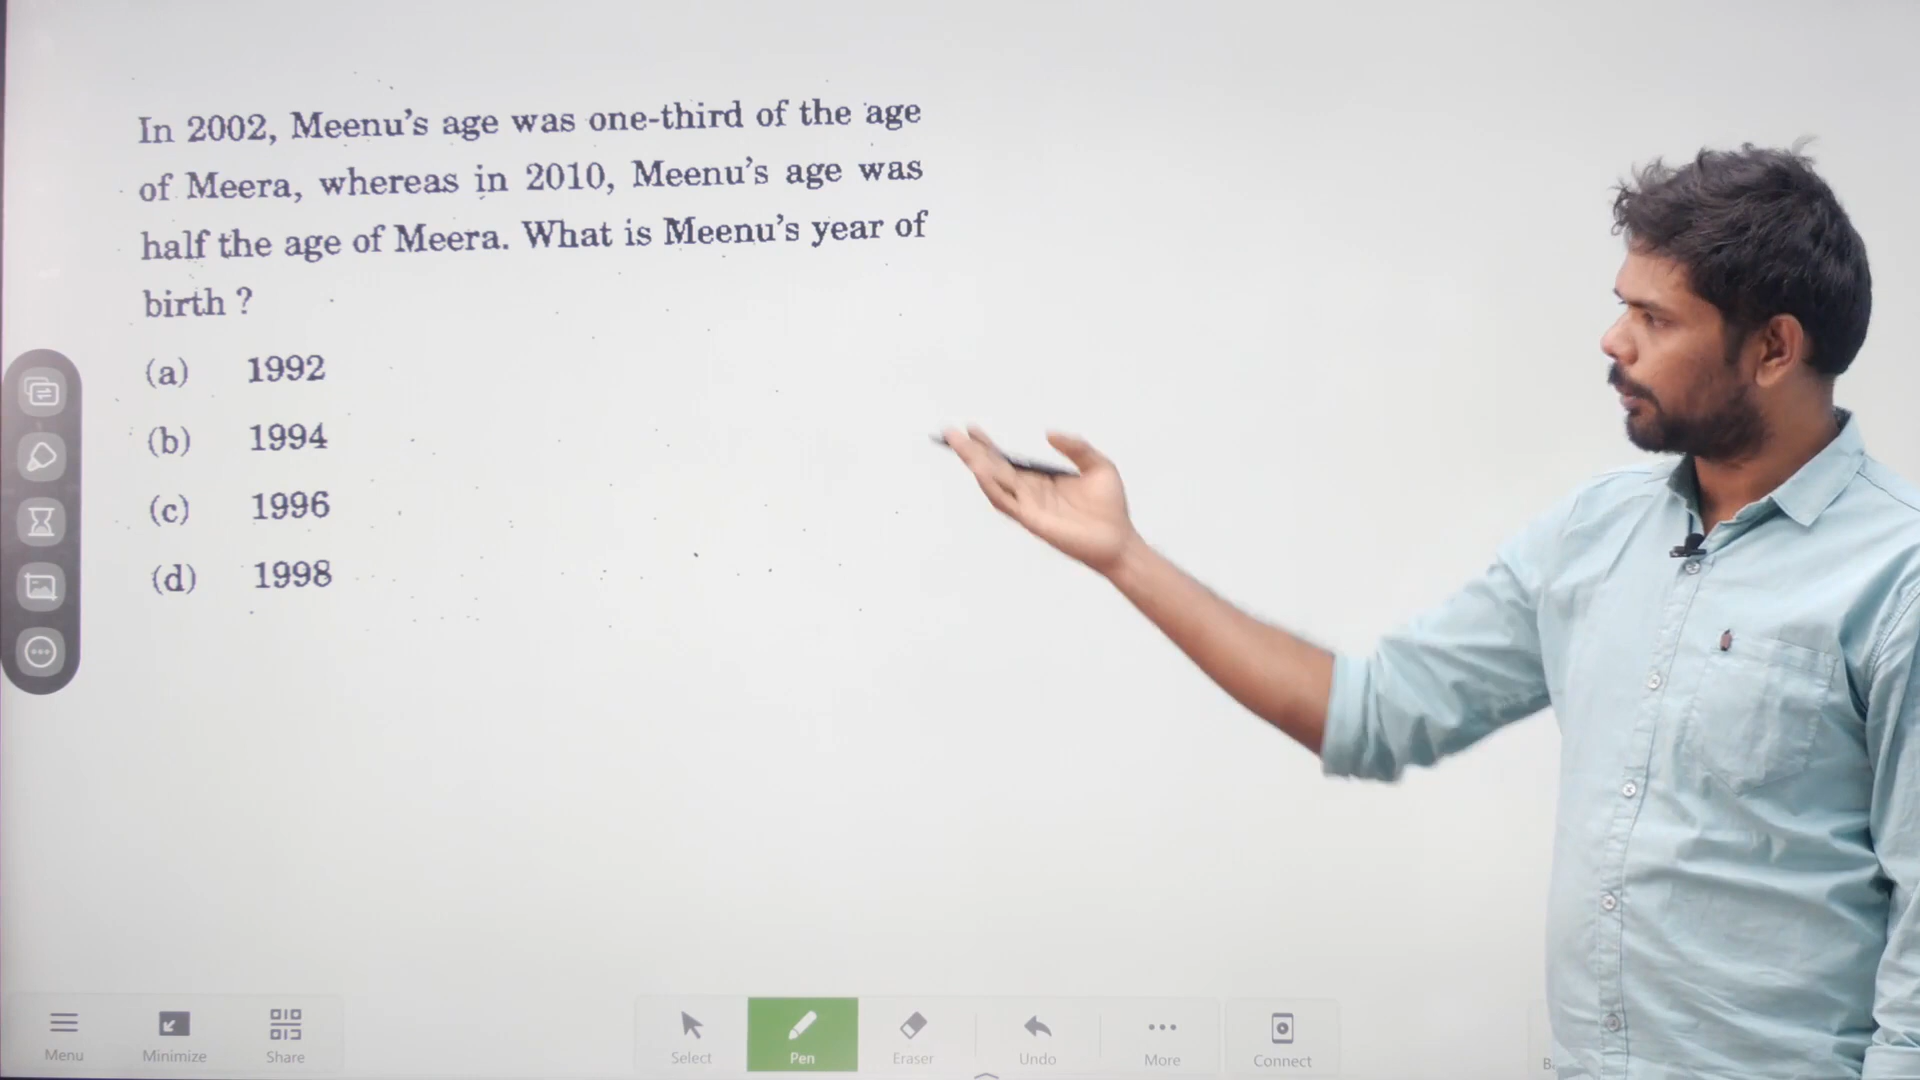 In 2002, Meenu's age was one-third of the age
of Meera, whereas in 2010, Meenu's age was
half the age of Meera. What is Meenu's year of
birth ?
(a) 1992
(b) 1994
(c) 1996
(d) 1998
Menu
Minimize
Share
Select
Pen
Eraser
Undo
More
Connect